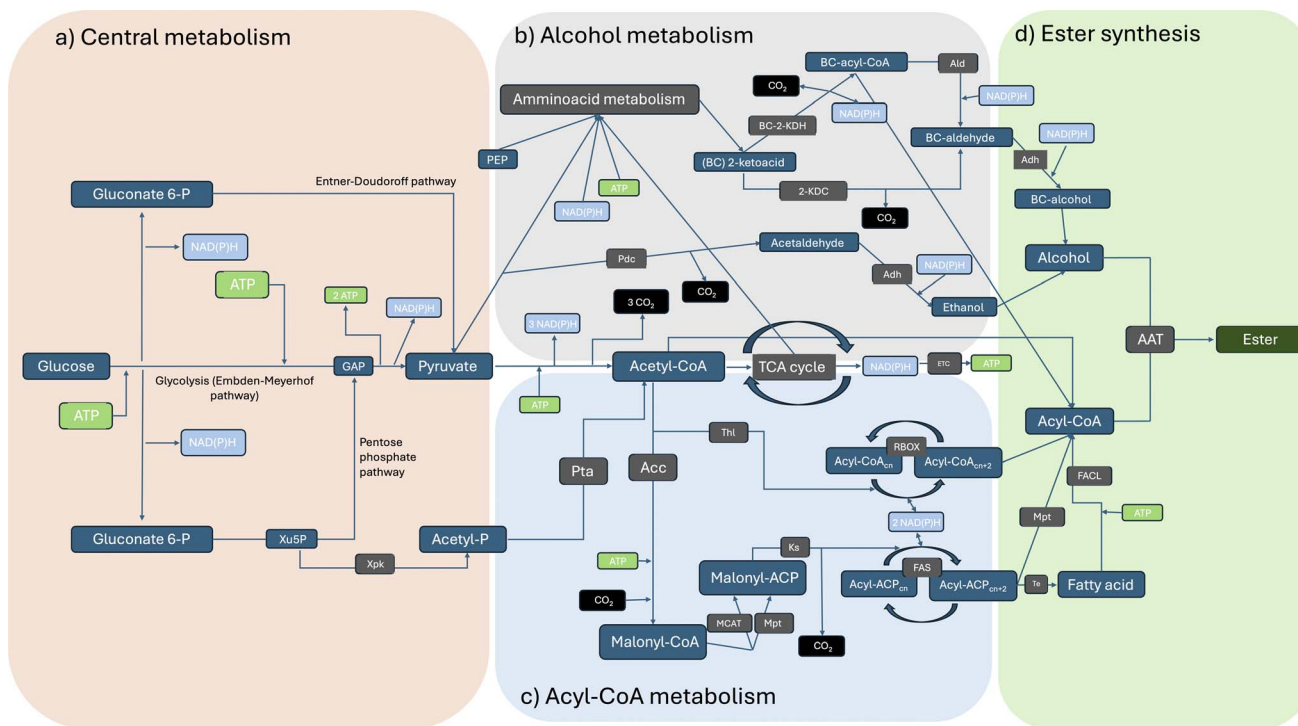 a) Central metabolism
Gluconate 6-P
Entner-Doudoroff pathway
NAD(P)H
ATP
2 ATP
NAD(P)H
Glucose
GAP
Pyruvate
Glycolysis (Embden-Meyerhof
pathway)
ATP
NAD(P)H
Pentose
phosphate
pathway
Gluconate 6-P
Xu5P
Xpk
Acetyl-P
b) Alcohol metabolism
Amminoacid metabolism
PEP
NAD(P)H
ATP
BC-acyl-CoA
Ald
CO₂
NAD(P)H
NAD(P)H
BC-2-KDH
BC-aldehyde
(BC) 2-ketoacid
2-KDC
CO₂
Acetaldehyde
Pdc
CO₂
Adh
NAD(P)H
Ethanol
3 NAD(P)H
3 CO₂
ATP
Acetyl-CoA
TCA cycle
NAD(P)H
ETC
ATP
Thl
Pta
Acc
RBOX
Acyl-CoAcn
Acyl-CoAcn+2
2 NAD(P)H
Ks
ATP
Malonyl-ACP
FAS
Acyl-ACPcn
Acyl-ACPcn+2
CO₂
MCAT
Mpt
Malonyl-CoA
CO₂
c) Acyl-CoA metabolism
d) Ester synthesis
NAD(P)H
Adh
BC-alcohol
Alcohol
AAT
Ester
Acyl-CoA
FACL
Mpt
ATP
Te
Fatty acid